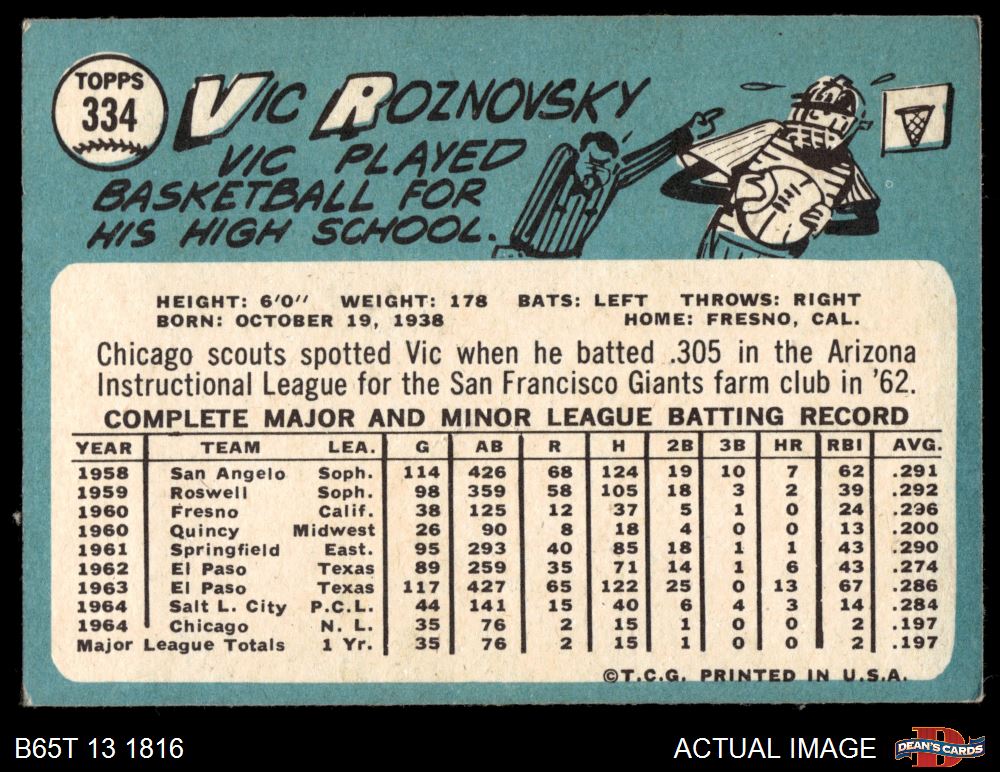 TOPPS
334
VIC ROZNOVSKY
VIC PLAYED
BASKETBALL FOR
HIS HIGH SCHOOL.
HEIGHT: 6'0" WEIGHT: 178 BATS: LEFT THROWS: RIGHT
BORN: OCTOBER 19, 1938 HOME: FRESNO, CAL.
Chicago scouts spotted Vic when he batted .305 in the Arizona
Instructional League for the San Francisco Giants farm club in '62.
COMPLETE MAJOR AND MINOR LEAGUE BATTING RECORD
YEAR TEAM LEA. G AB R H 2B 3B HR RBI AVG.
1958 San Angelo Soph. 114 426 68 124 19 10 7 62 .291
1959 Roswell Soph. 98 359 58 105 18 3 2 39 .292
1960 Fresno Calif. 38 125 12 37 5 1 0 24 .296
1960 Quincy Midwest 26 90 8 18 4 0 0 13 .200
1961 Springfield East. 95 293 40 85 18 1 1 43 .290
1962 El Paso Texas 89 259 35 71 14 1 6 43 .274
1963 El Paso Texas 117 427 65 122 25 0 13 67 .286
1964 Salt L. City P.C.L. 44 141 15 40 6 4 3 14 .284
1964 Chicago N. L. 35 76 2 15 1 0 0 2 .197
Major League Totals 1 Yr. 35 76 2 15 1 0 0 2 .197
©T.C.G. PRINTED IN U.S.A.
B65T 13 1816 ACTUAL IMAGE DEAN'S CARDS